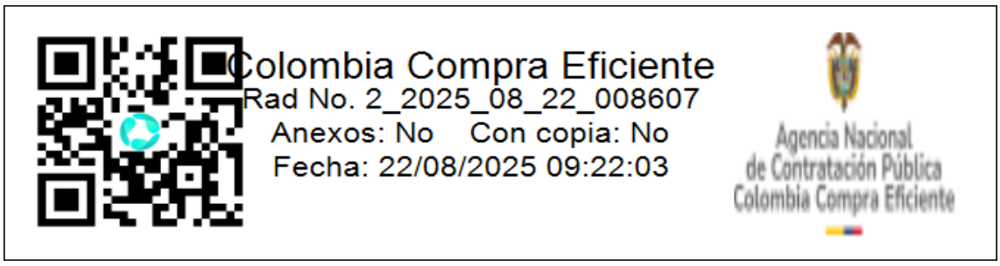 Colombia Compra Eficiente
Rad No. 2_2025_08_22_008607
Anexos: No Con copia: No
Fecha: 22/08/2025 09:22:03
Agencia Nacional
de Contratación Pública
Colombia Compra Eficiente